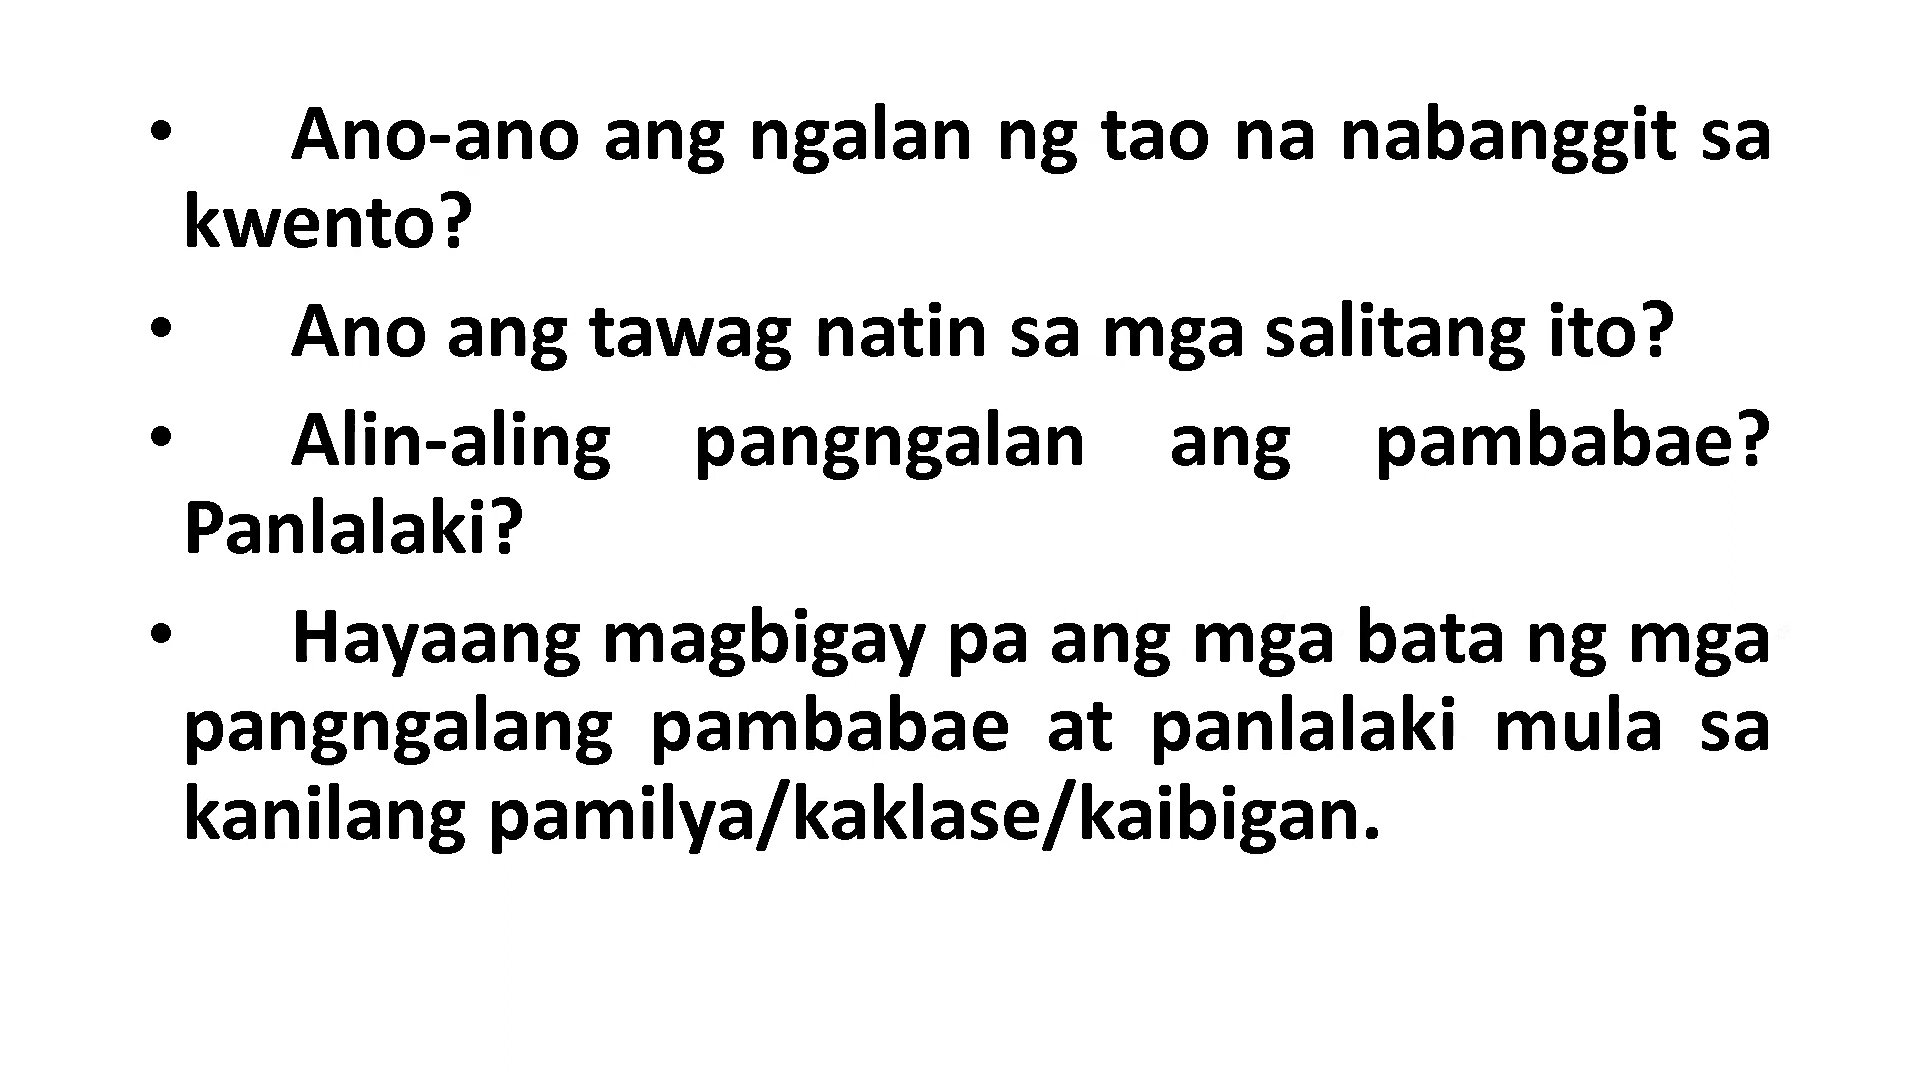 • Ano-ano ang ngalan ng tao na nabanggit sa
kwento?
• Ano ang tawag natin sa mga salitang ito?
• Alin-aling pangngalan ang pambabae?
Panlalaki?
• Hayaang magbigay pa ang mga bata ng mga
pangngalang pambabae at panlalaki mula sa
kanilang pamilya/kaklase/kaibigan.